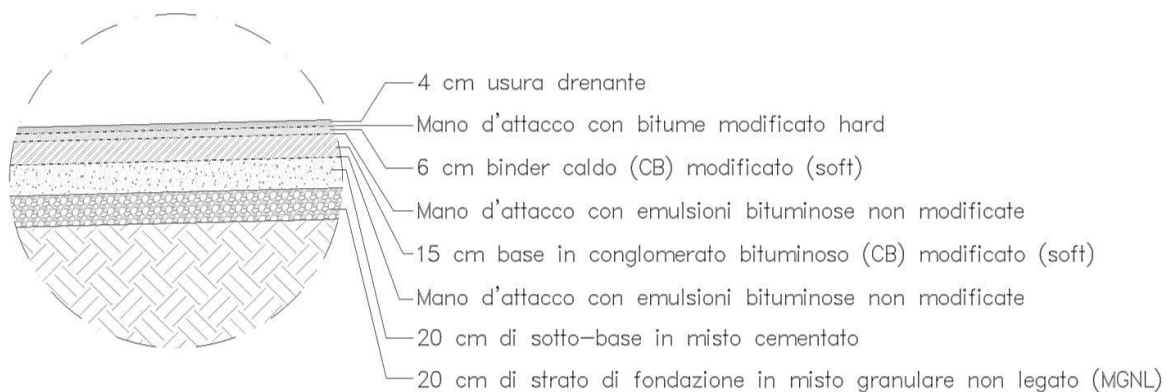 4 cm usura drenante
Mano d'attacco con bitume modificato hard
6 cm binder caldo (CB) modificato (soft)
Mano d'attacco con emulsioni bituminose non modificate
15 cm base in conglomerato bituminoso (CB) modificato (soft)
Mano d'attacco con emulsioni bituminose non modificate
20 cm di sotto-base in misto cementato
20 cm di strato di fondazione in misto granulare non legato (MGNL)